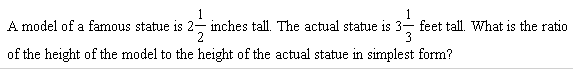 A model of a famous statue is 2 1/2 inches tall. The actual statue is 3 1/3 feet tall. What is the ratio
of the height of the model to the height of the actual statue in simplest form?